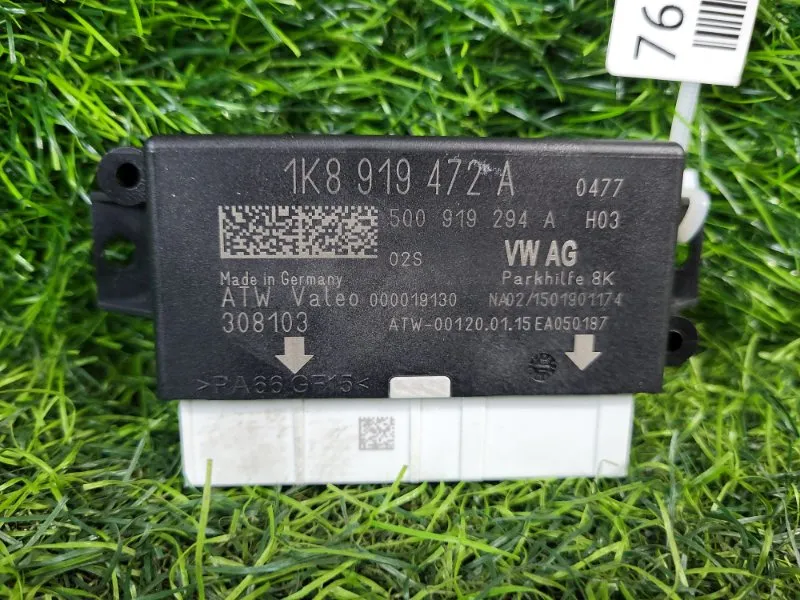 76
1K8 919 472 A 0477
5Q0 919 294 A H03
02S VW AG
Made in Germany Parkhilfe 8K
ATW Valeo 000019130 NA02/1501901174
308103 ATW-00120.01.15 EA050187
>PA66.GF15<